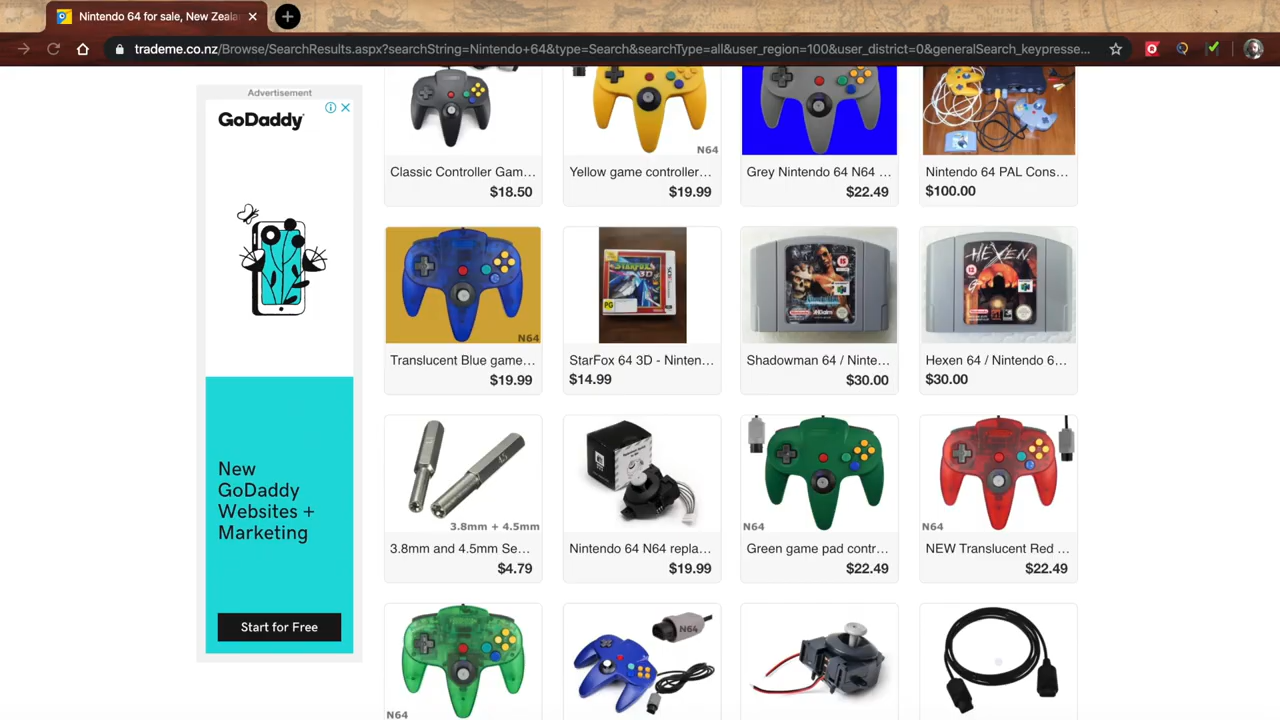 Nintendo 64 for sale, New Zeala
trademe.co.nz/Browse/SearchResults.aspx?searchString=Nintendo+64&type=Search&searchType=all&user_region=100&user_district=0&generalSearch_keypresse...
Advertisement
GoDaddy
New
GoDaddy
Websites +
Marketing
Start for Free
N64
Classic Controller Gam...
$18.50
Yellow game controller...
$19.99
Grey Nintendo 64 N64 ...
$22.49
Nintendo 64 PAL Cons...
$100.00
N64
STARFOX
3D
PG
HEXEN
Translucent Blue game...
$19.99
StarFox 64 3D - Ninten...
$14.99
Shadowman 64 / Ninte...
$30.00
Hexen 64 / Nintendo 6...
$30.00
3.8mm + 4.5mm
N64
N64
3.8mm and 4.5mm Se...
$4.79
Nintendo 64 N64 repla...
$19.99
Green game pad contr...
$22.49
NEW Translucent Red ...
$22.49
N64
N64